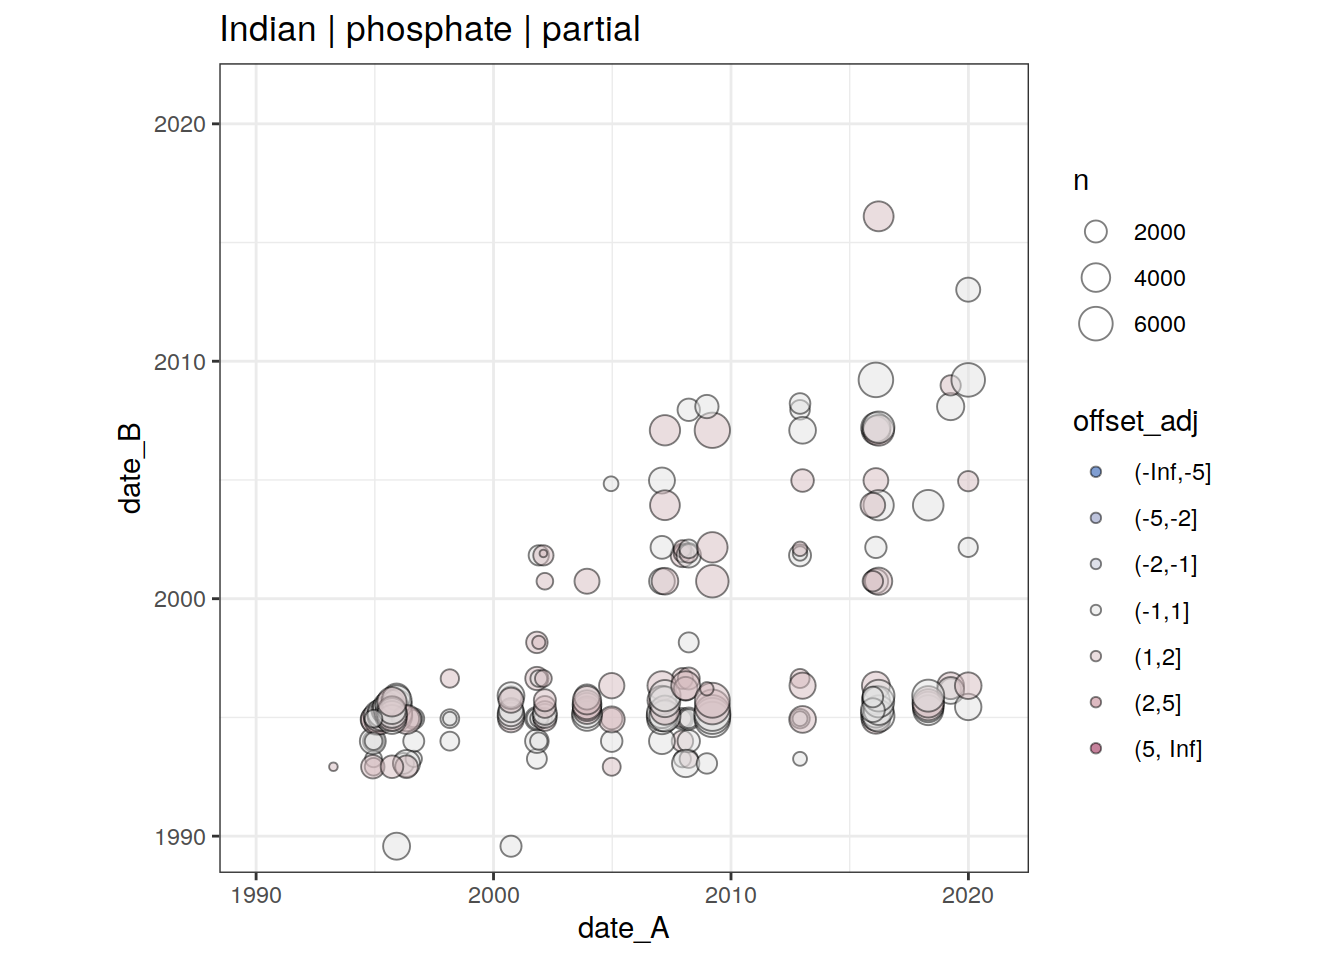 Indian | phosphate | partial
2020
2010
2000
1990
date_B
1990
2000
2010
2020
date_A
n
2000
4000
6000
offset_adj
(-Inf,-5]
(-5,-2]
(-2,-1]
(-1,1]
(1,2]
(2,5]
(5, Inf]